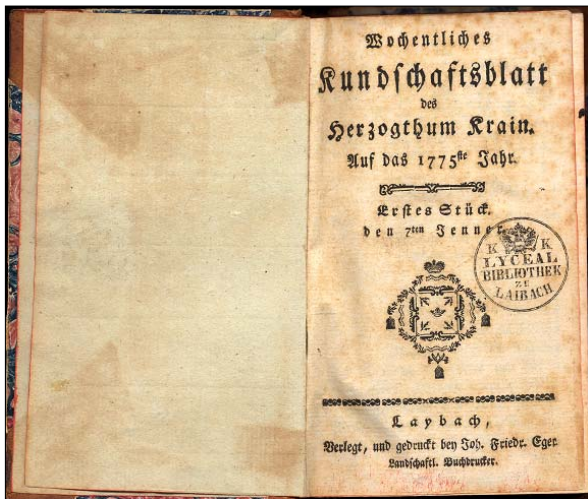 Wochentliches
Kundschaftsblatt
des
Herzogthum Krain.
Auf das 1775ste Jahr.
Erstes Stück.
den 7ten Jenner.
K K
LYCEAL
BIBLIOTHEK
ZU
LAIBACH
Laybach,
Verlegt, und gedruckt bey Joh. Friedr. Eger
Landschaftl. Buchdrucker.